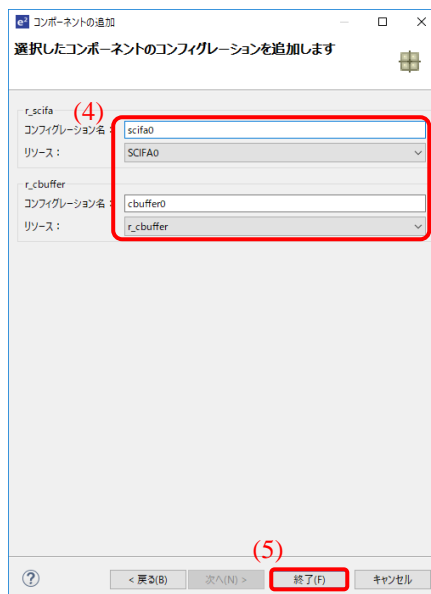 e² コンポーネントの追加
選択したコンポーネントのコンフィグレーションを追加します
r_scifa
(4)
コンフィグレーション名： scifa0
リソース： SCIFA0
r_cbuffer
コンフィグレーション名： cbuffer0
リソース： r_cbuffer
(5)
? < 戻る(B) 次へ(N) > 終了(F) キャンセル